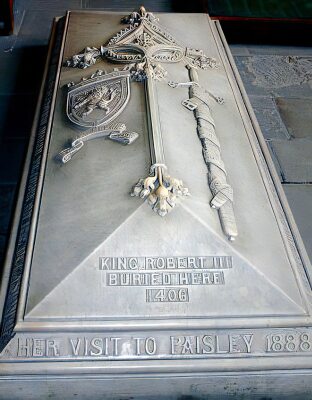 KING ROBERT III
BURIED HERE
1406
HER VISIT TO PAISLEY 1888